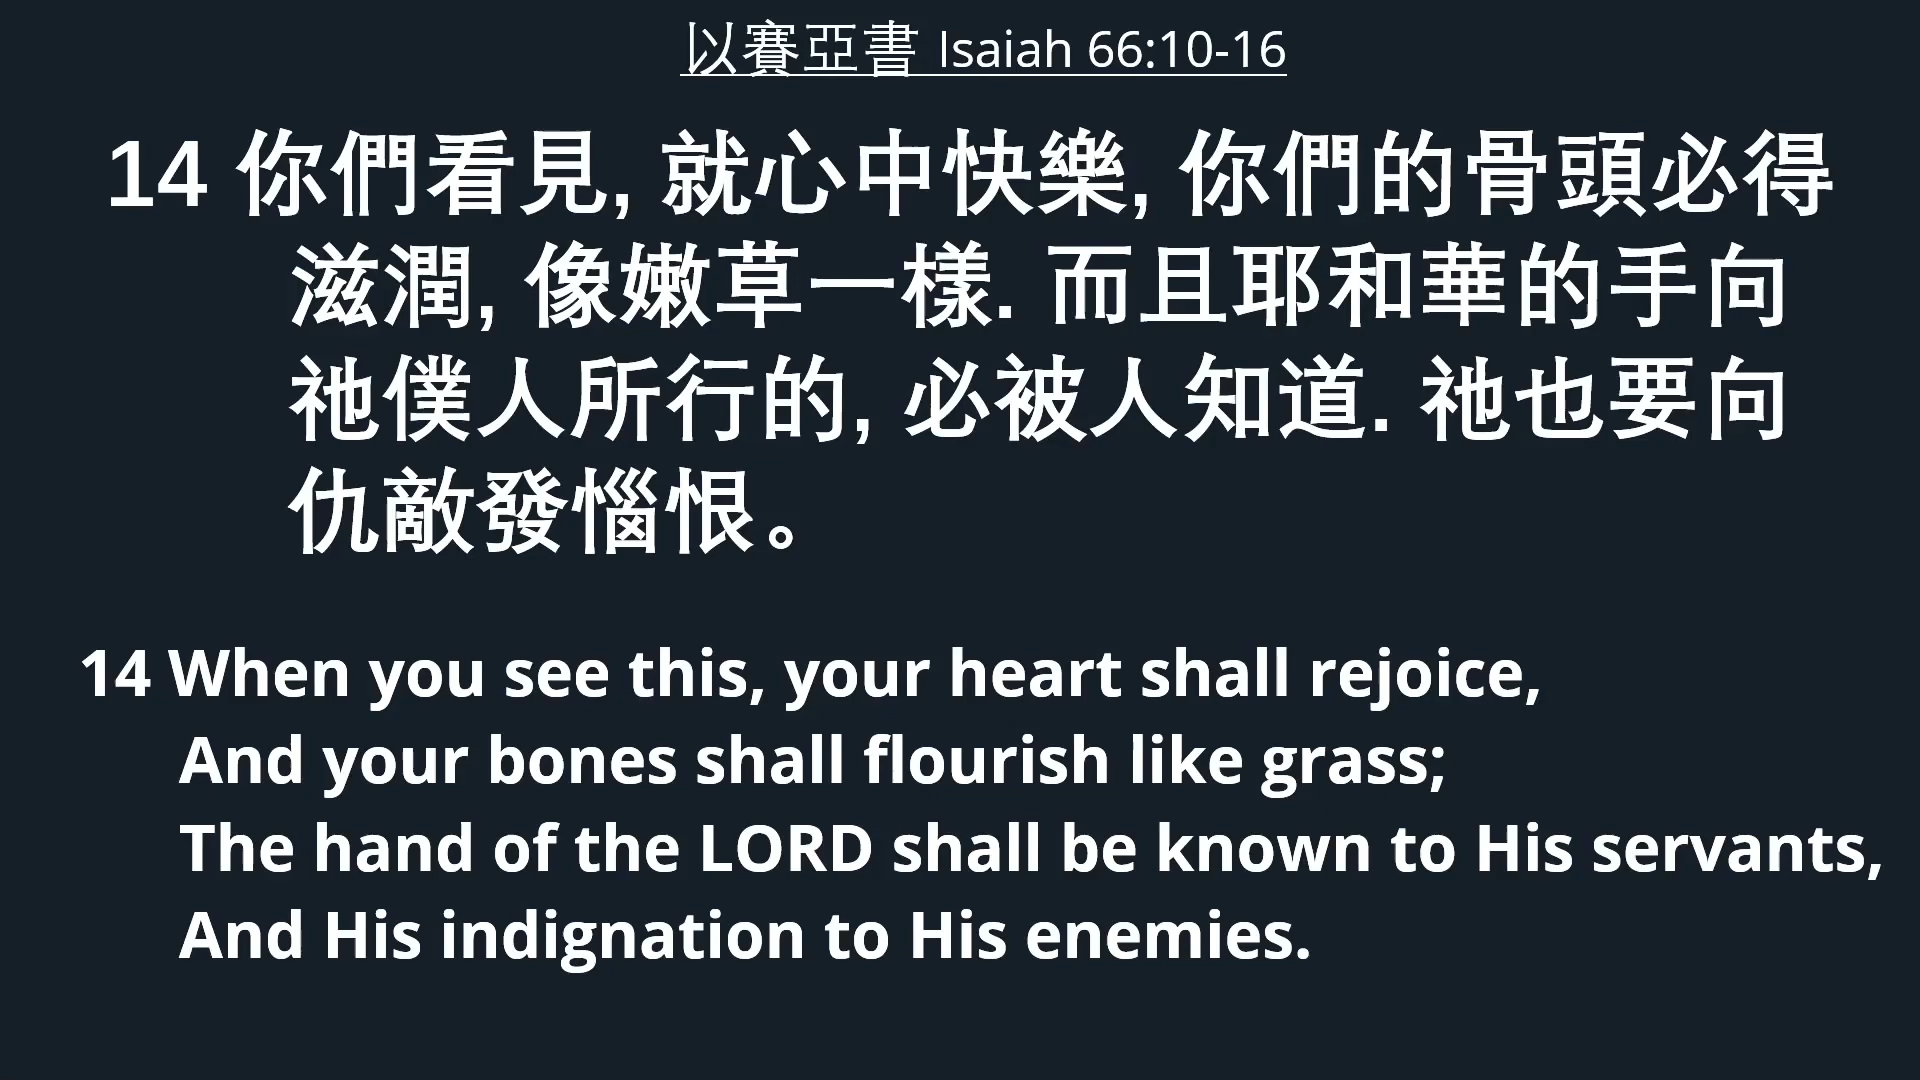 以賽亞書 Isaiah 66:10-16
14 你們看見, 就心中快樂, 你們的骨頭必得
滋潤, 像嫩草一樣. 而且耶和華的手向
祂僕人所行的, 必被人知道. 祂也要向
仇敵發惱恨。
14 When you see this, your heart shall rejoice,
And your bones shall flourish like grass;
The hand of the LORD shall be known to His servants,
And His indignation to His enemies.